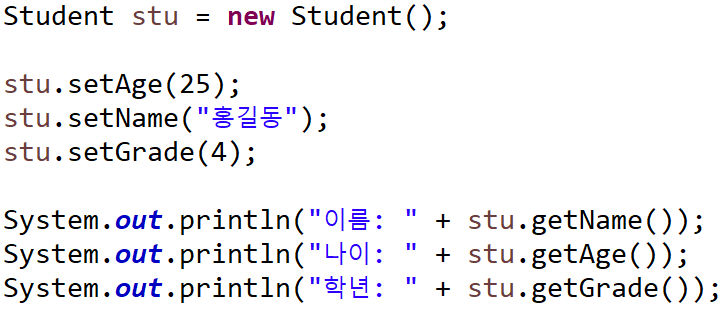 Student stu = new Student();
stu.setAge(25);
stu.setName("홍길동");
stu.setGrade(4);
System.out.println("이름: " + stu.getName());
System.out.println("나이: " + stu.getAge());
System.out.println("학년: " + stu.getGrade());